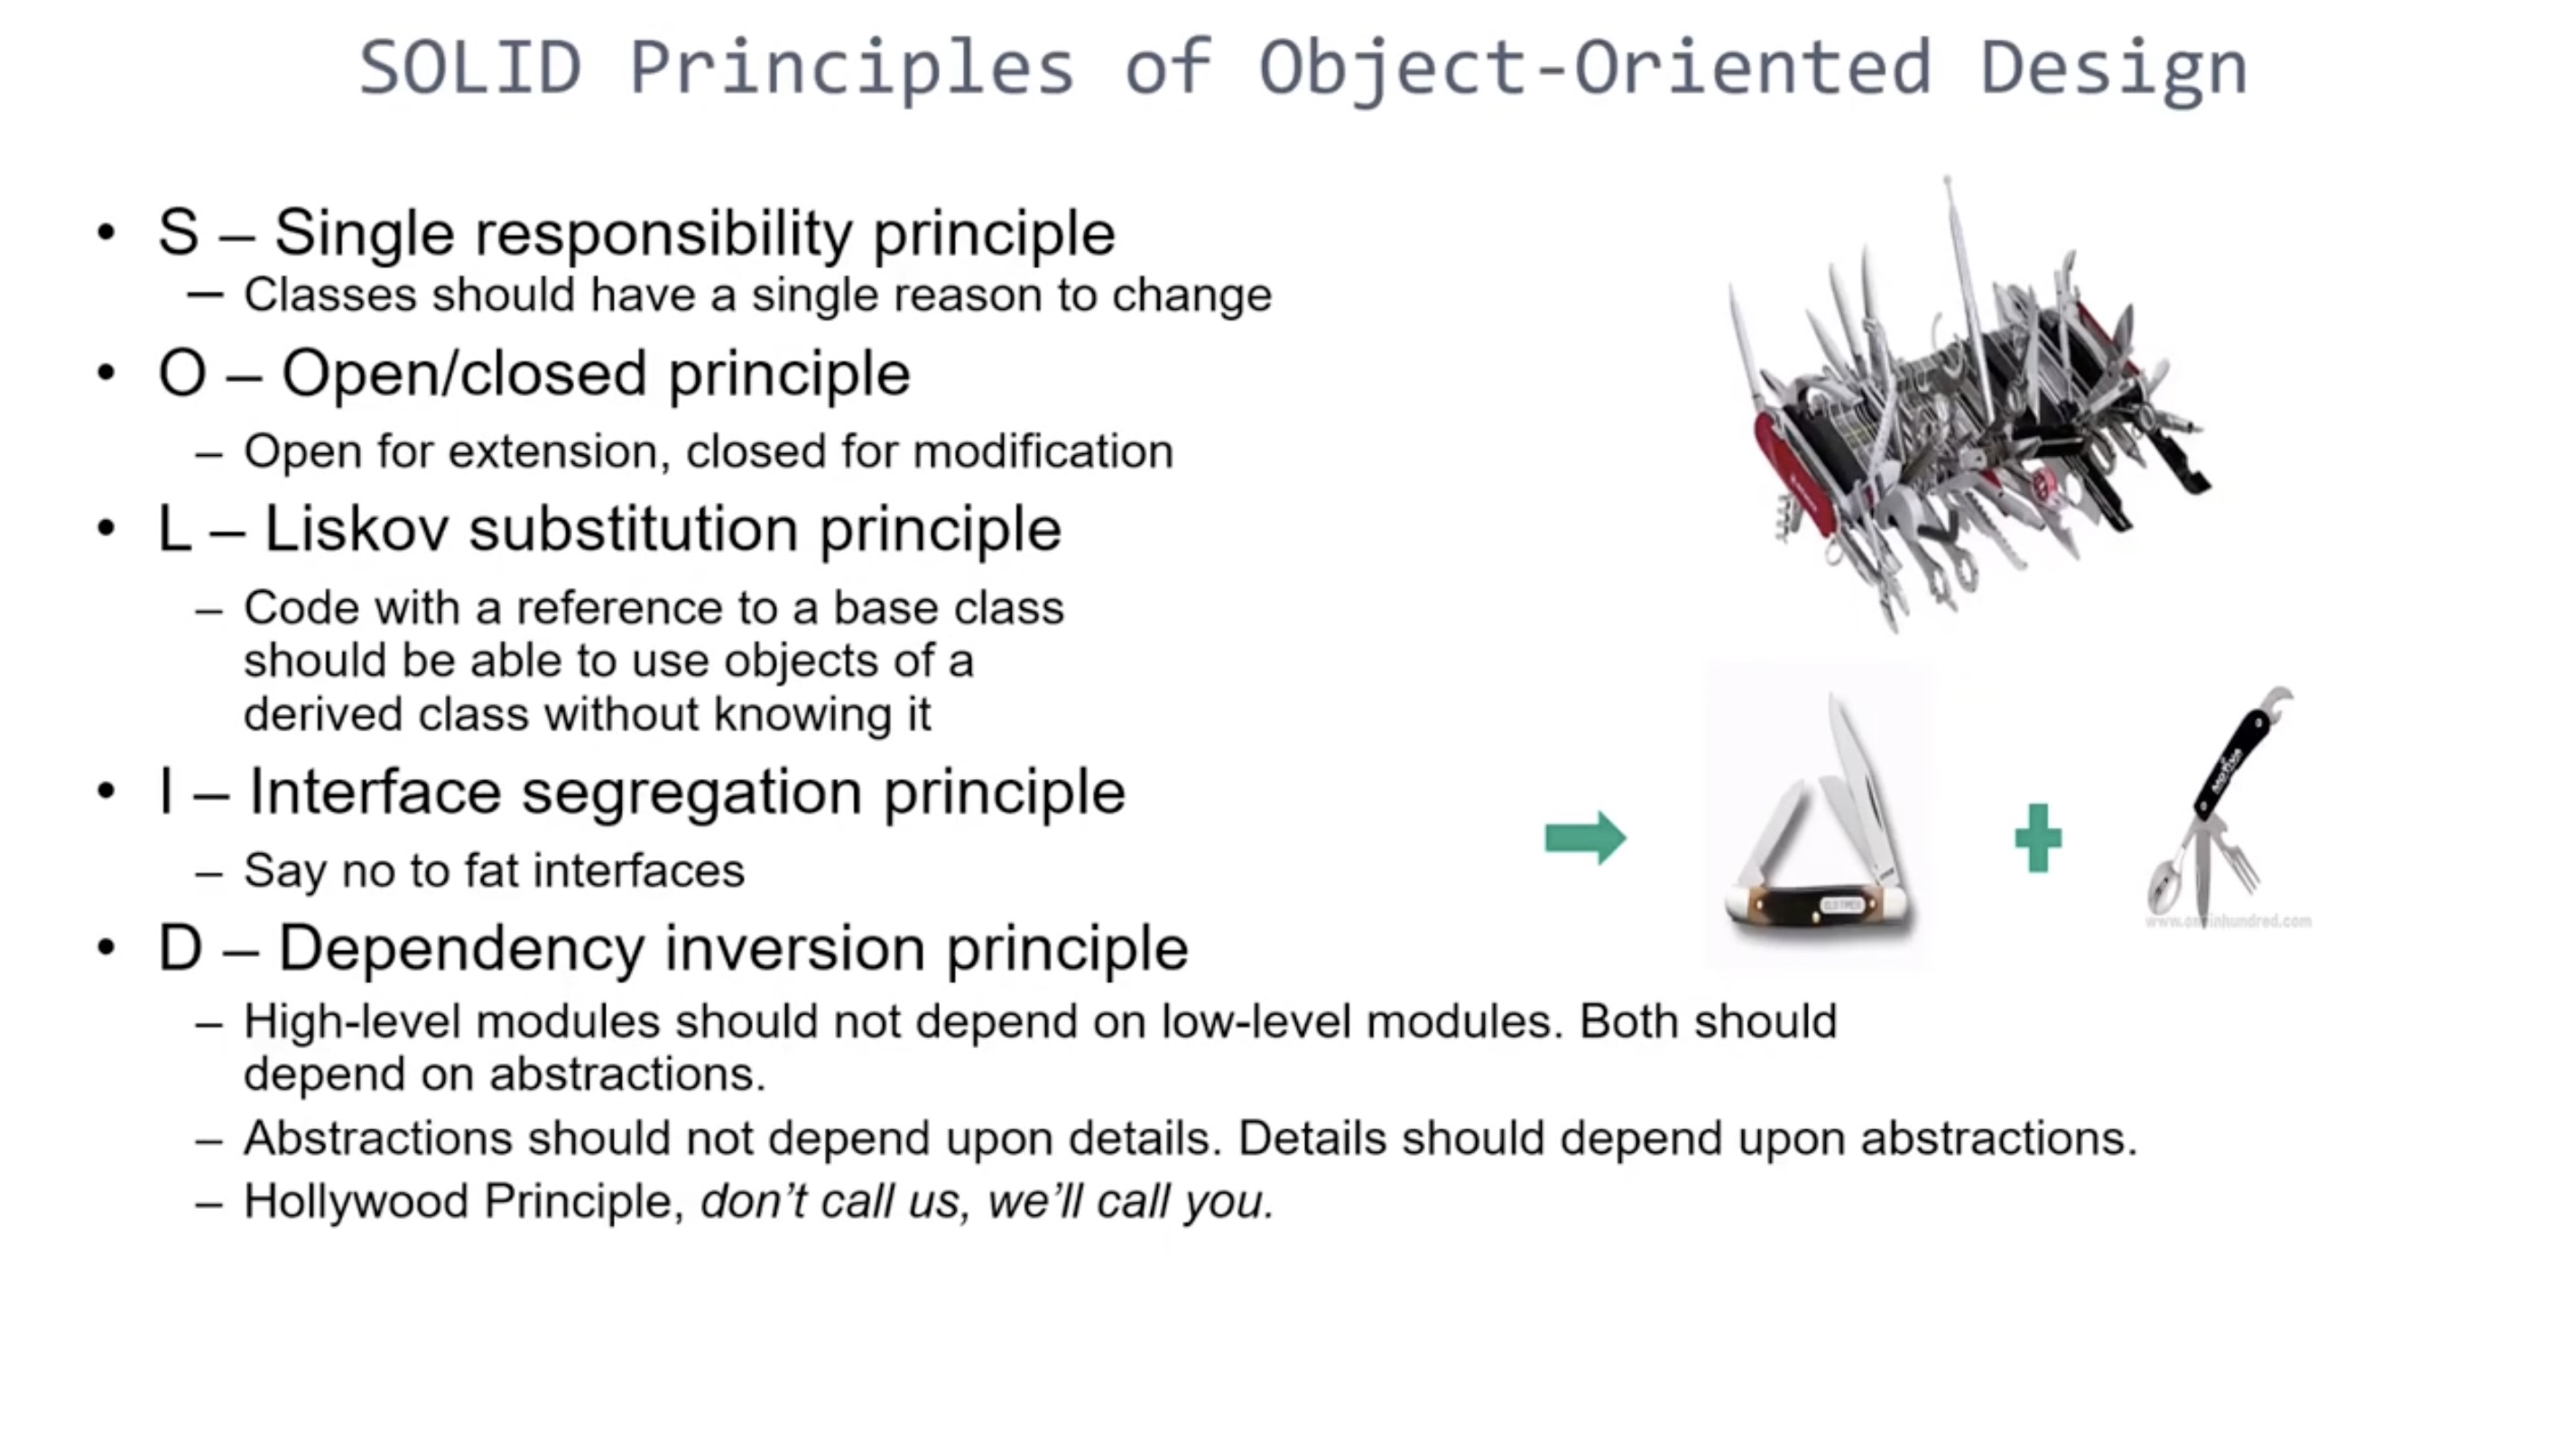 SOLID Principles of Object-Oriented Design
• S – Single responsibility principle
– Classes should have a single reason to change
• O – Open/closed principle
– Open for extension, closed for modification
• L – Liskov substitution principle
– Code with a reference to a base class
should be able to use objects of a
derived class without knowing it
• I – Interface segregation principle
– Say no to fat interfaces
• D – Dependency inversion principle
– High-level modules should not depend on low-level modules. Both should
depend on abstractions.
– Abstractions should not depend upon details. Details should depend upon abstractions.
– Hollywood Principle, don’t call us, we’ll call you.
OLD TIMER